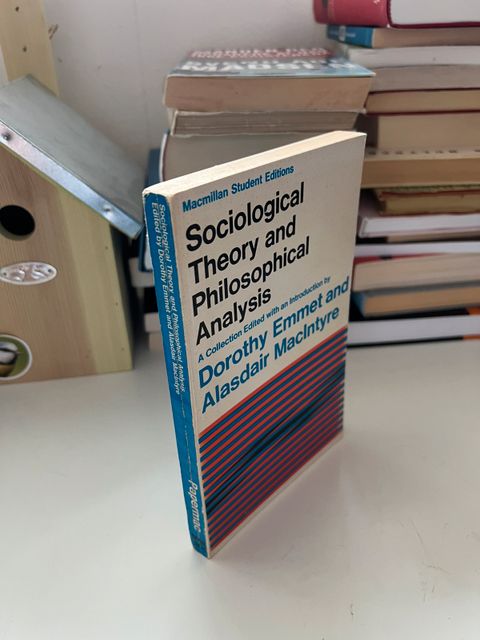 Macmillan Student Editions
Sociological
Theory and
Philosophical
Analysis
A Collection Edited with an Introduction by
Dorothy Emmet and
Alasdair MacIntyre
Sociological Theory and Philosophical Analysis
Edited by Dorothy Emmet and Alasdair MacIntyre
Papermac